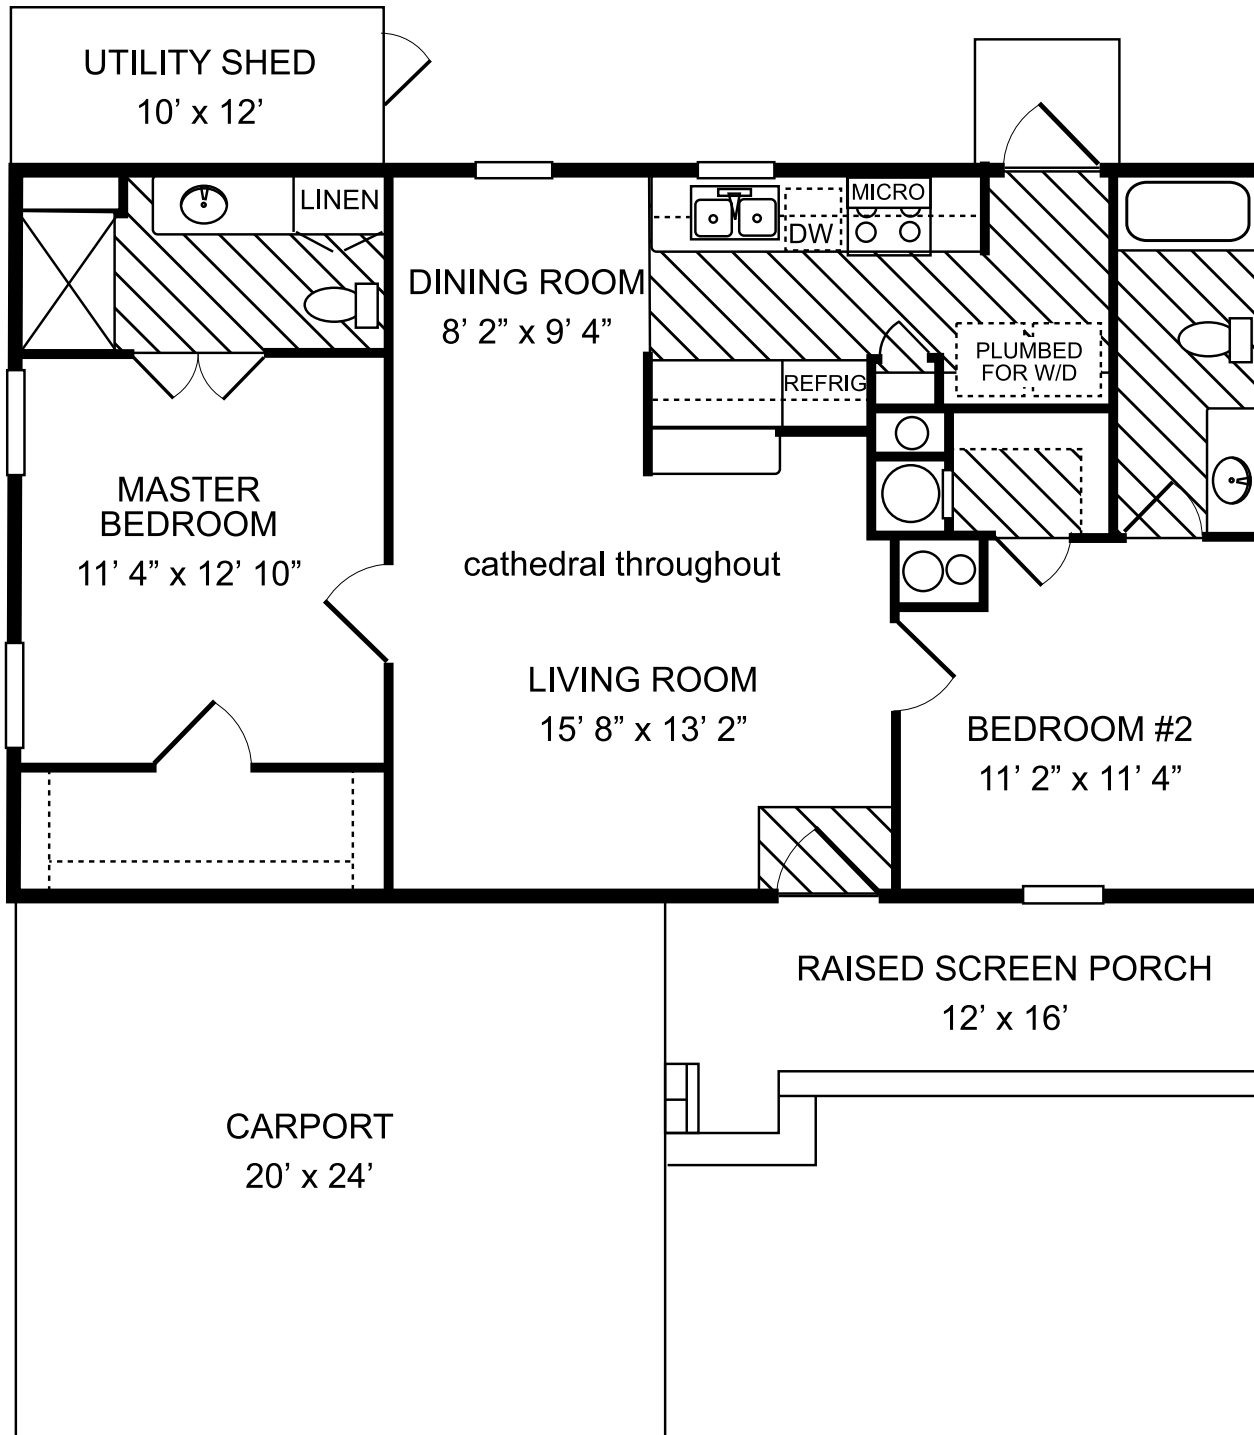 UTILITY SHED
10’ x 12’
LINEN
MICRO
DW
DINING ROOM
8’ 2” x 9’ 4”
PLUMBED
FOR W/D
REFRIG
MASTER
BEDROOM
11’ 4” x 12’ 10”
cathedral throughout
LIVING ROOM
15’ 8” x 13’ 2”
BEDROOM #2
11’ 2” x 11’ 4”
RAISED SCREEN PORCH
12’ x 16’
CARPORT
20’ x 24’